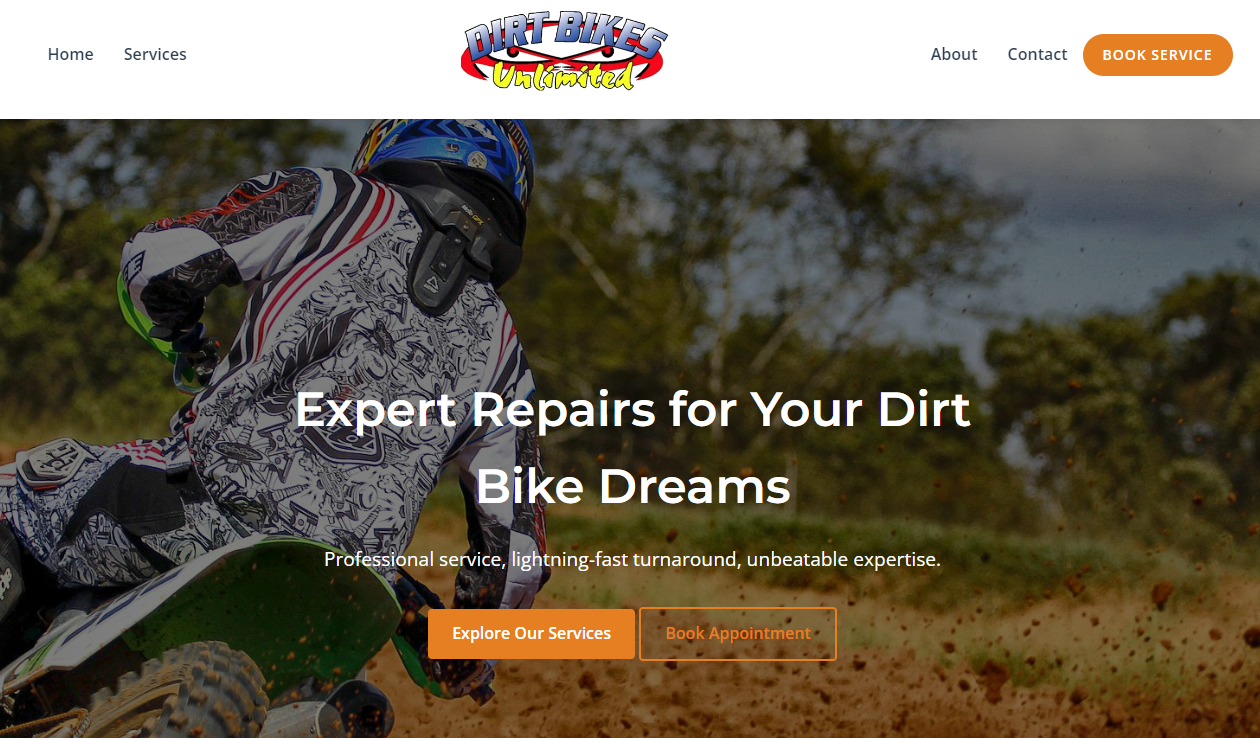 Home
Services
DIRT BIKES
Unlimited
About
Contact
BOOK SERVICE
Expert Repairs for Your Dirt
Bike Dreams
Professional service, lightning-fast turnaround, unbeatable expertise.
Explore Our Services
Book Appointment